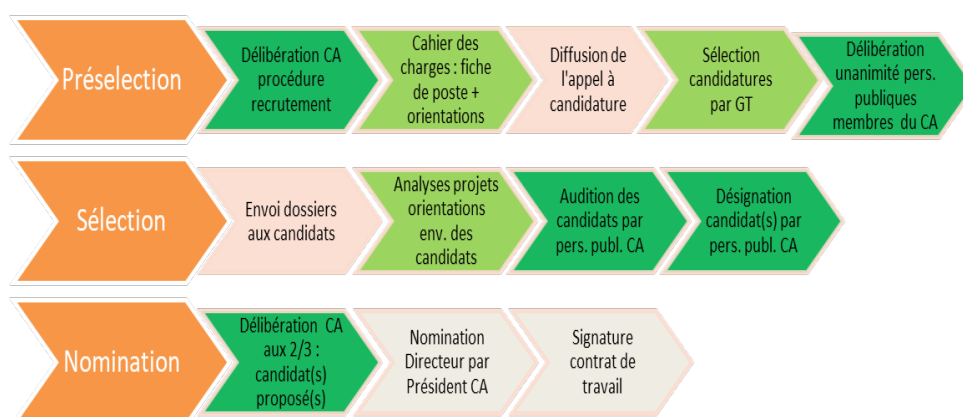 Préselection
Délibération CA
procédure
recrutement
Cahier des
charges : fiche
de poste +
orientations
Diffusion de
l'appel à
candidature
Sélection
candidatures
par GT
Délibération
unanimité pers.
publiques
membres du CA
Sélection
Envoi dossiers
aux candidats
Analyses projets
orientations
env. des
candidats
Audition des
candidats par
pers. publ. CA
Désignation
candidat(s) par
pers. publ. CA
Nomination
Délibération CA
aux 2/3 :
candidat(s)
proposé(s)
Nomination
Directeur par
Président CA
Signature
contrat de
travail